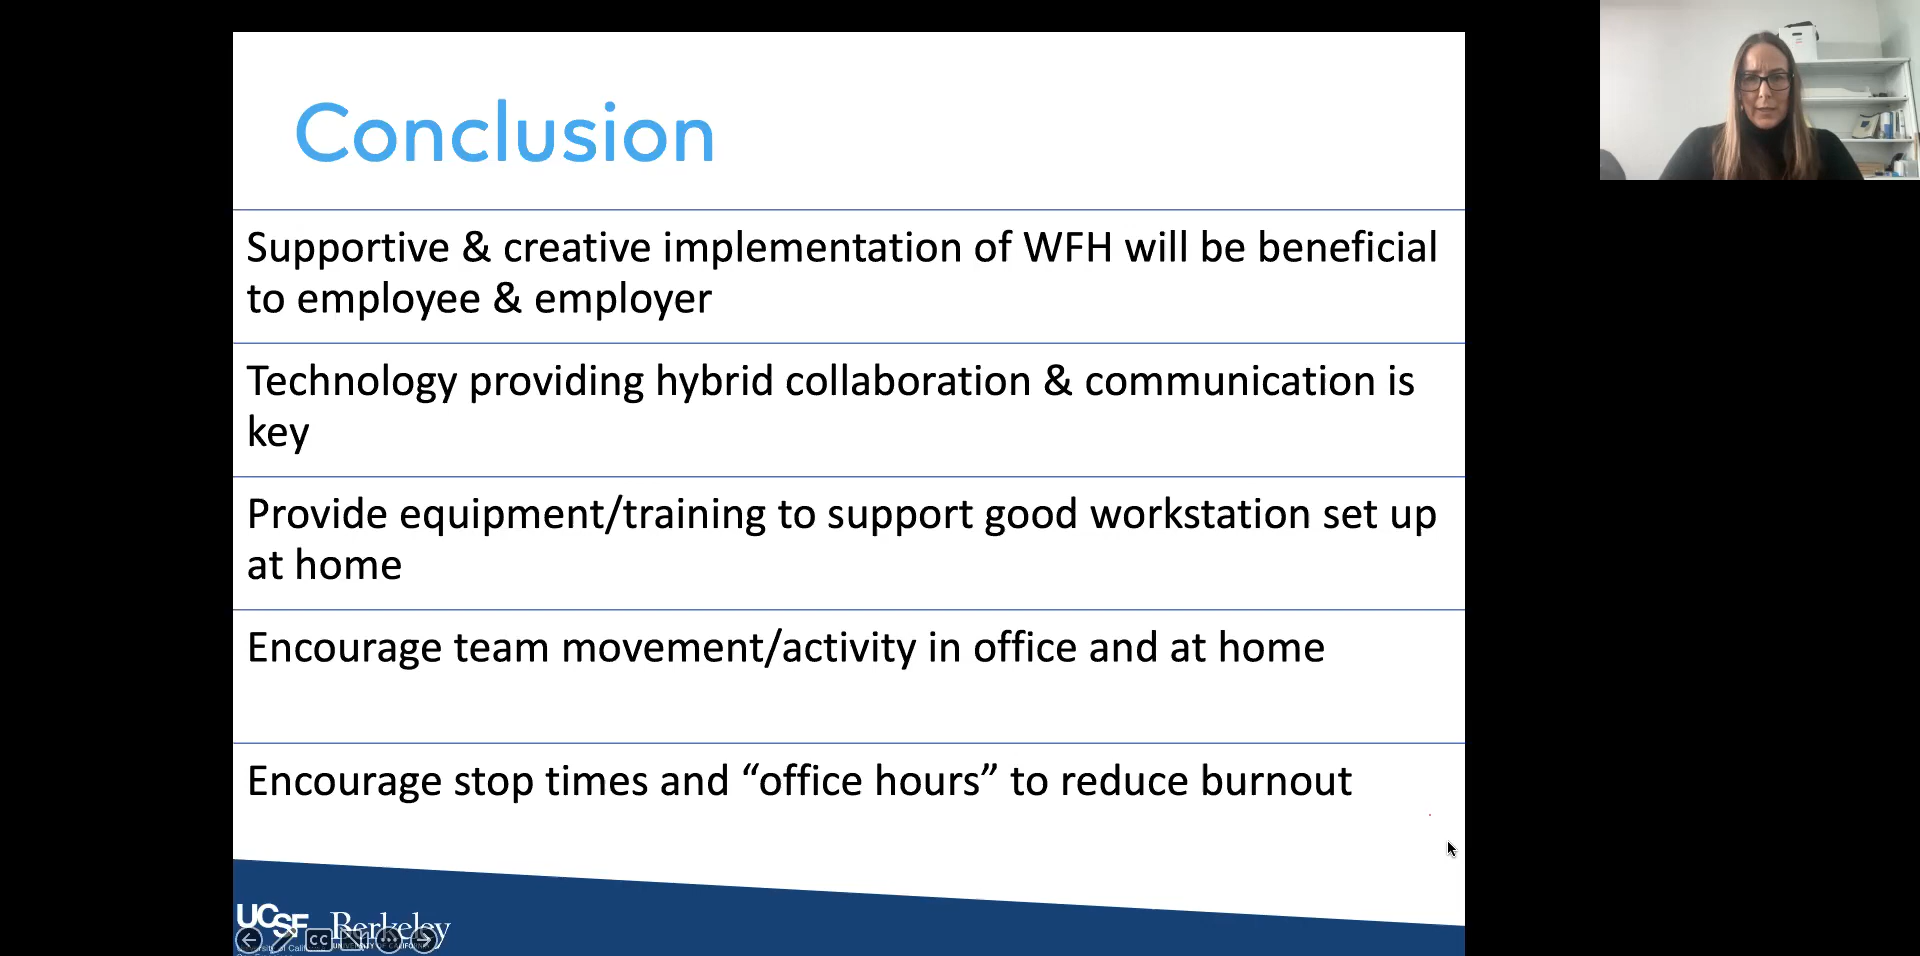 Conclusion
Supportive & creative implementation of WFH will be beneficial
to employee & employer
Technology providing hybrid collaboration & communication is
key
Provide equipment/training to support good workstation set up
at home
Encourage team movement/activity in office and at home
Encourage stop times and “office hours” to reduce burnout
UCSF Berkeley
CC